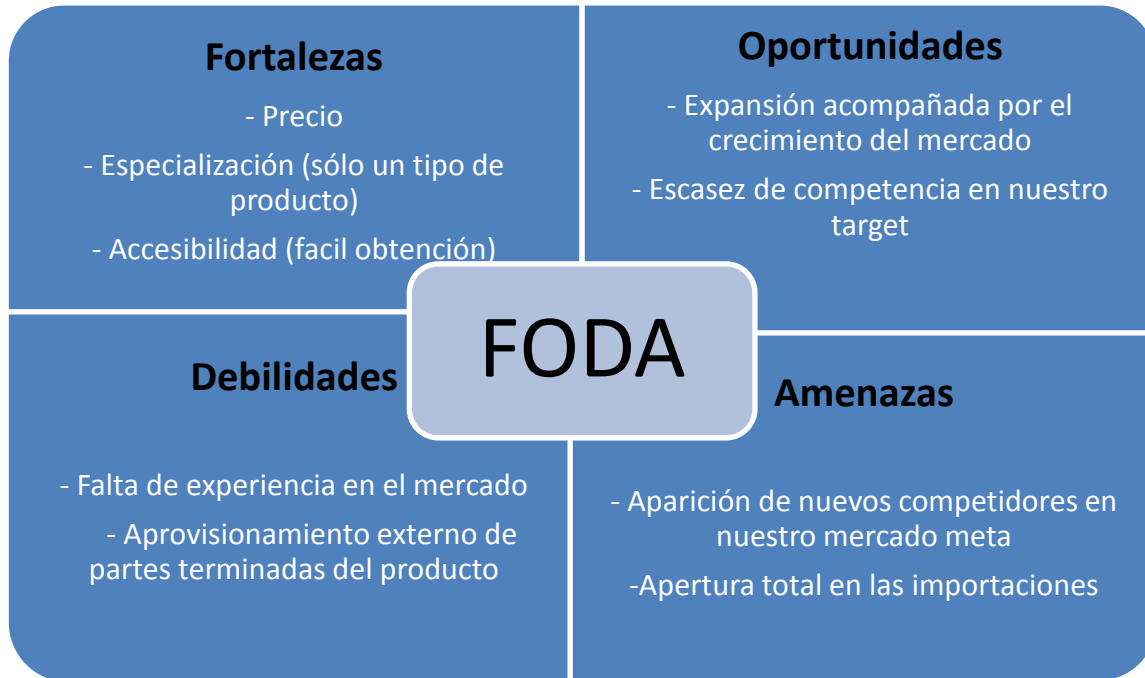 Fortalezas
- Precio
- Especialización (sólo un tipo de
producto)
- Accesibilidad (facil obtención)
Oportunidades
- Expansión acompañada por el
crecimiento del mercado
- Escasez de competencia en nuestro
target
FODA
Debilidades
- Falta de experiencia en el mercado
- Aprovisionamiento externo de
partes terminadas del producto
Amenazas
- Aparición de nuevos competidores en
nuestro mercado meta
-Apertura total en las importaciones